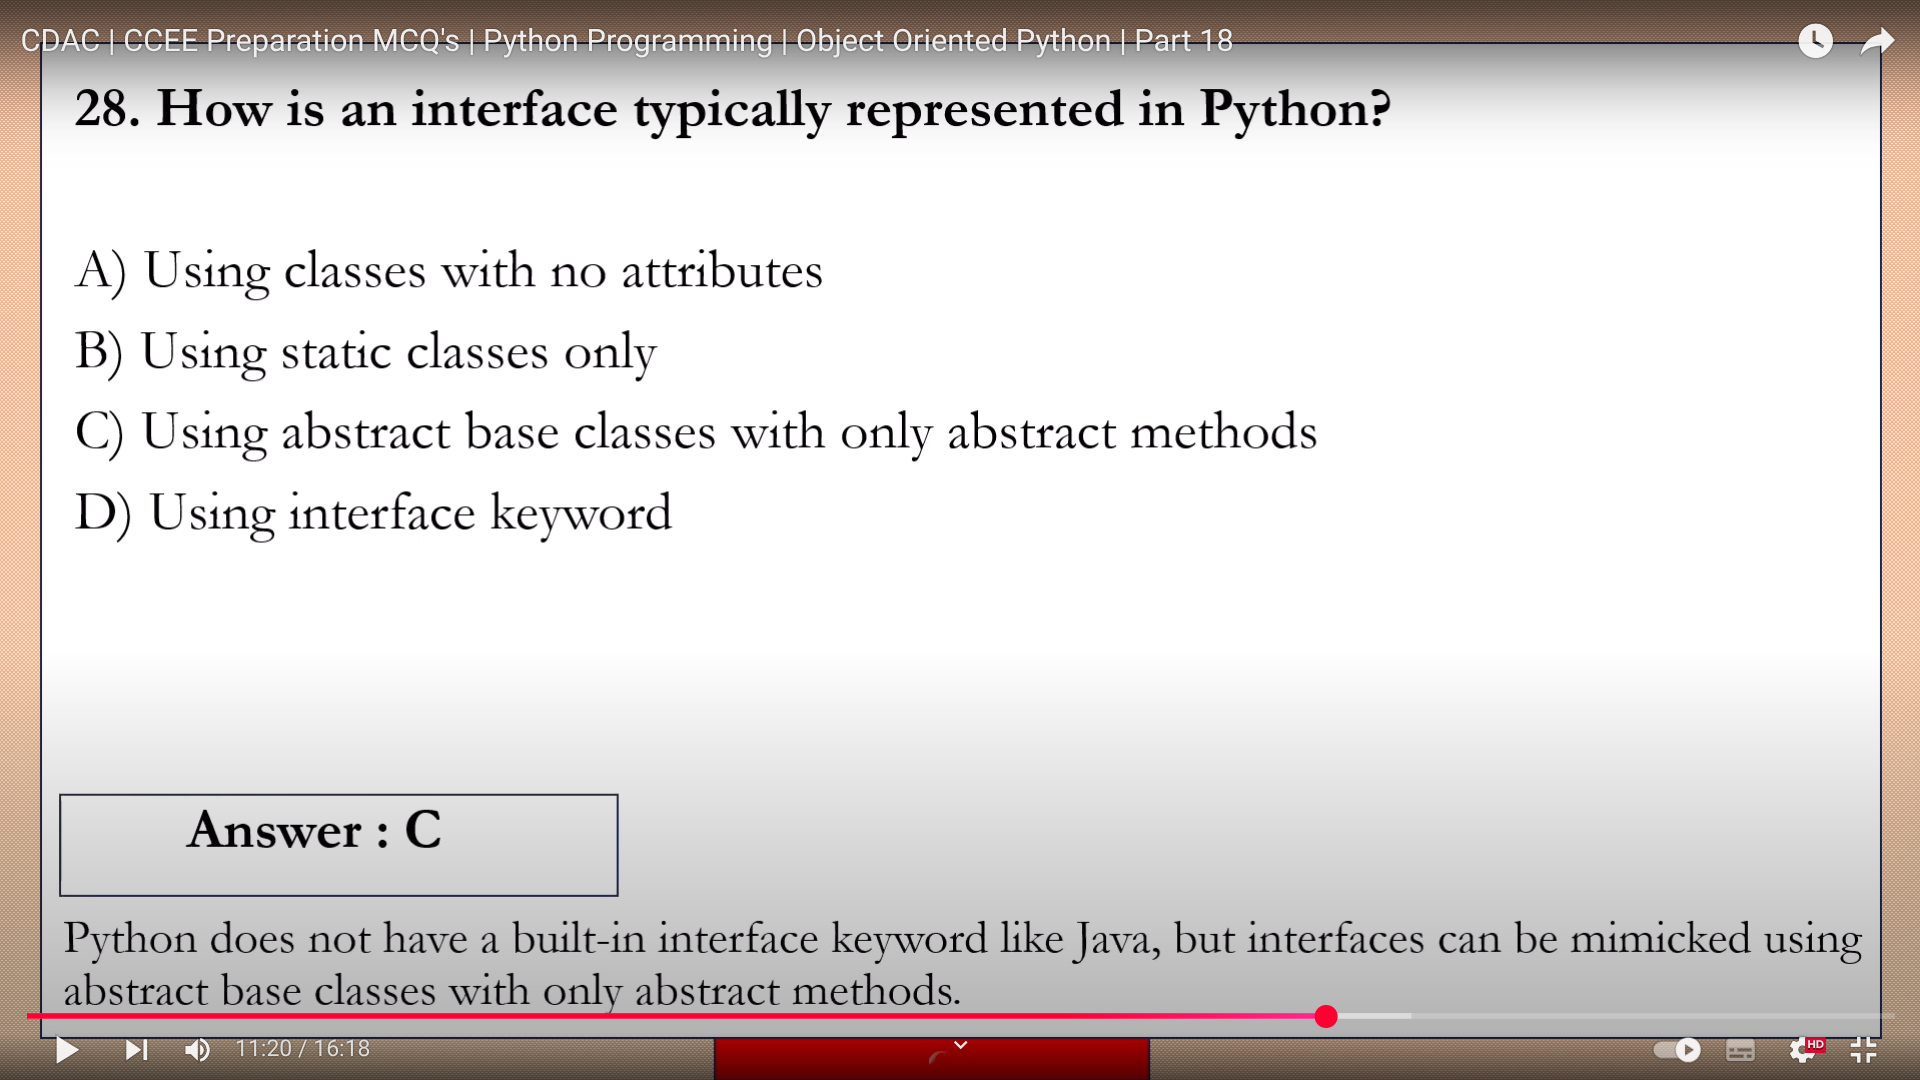 CDAC | CCEE Preparation MCQ's | Python Programming | Object Oriented Python | Part 18
28. How is an interface typically represented in Python?
A) Using classes with no attributes
B) Using static classes only
C) Using abstract base classes with only abstract methods
D) Using interface keyword
Answer : C
Python does not have a built-in interface keyword like Java, but interfaces can be mimicked using
abstract base classes with only abstract methods.
11:20 / 16:18
HD